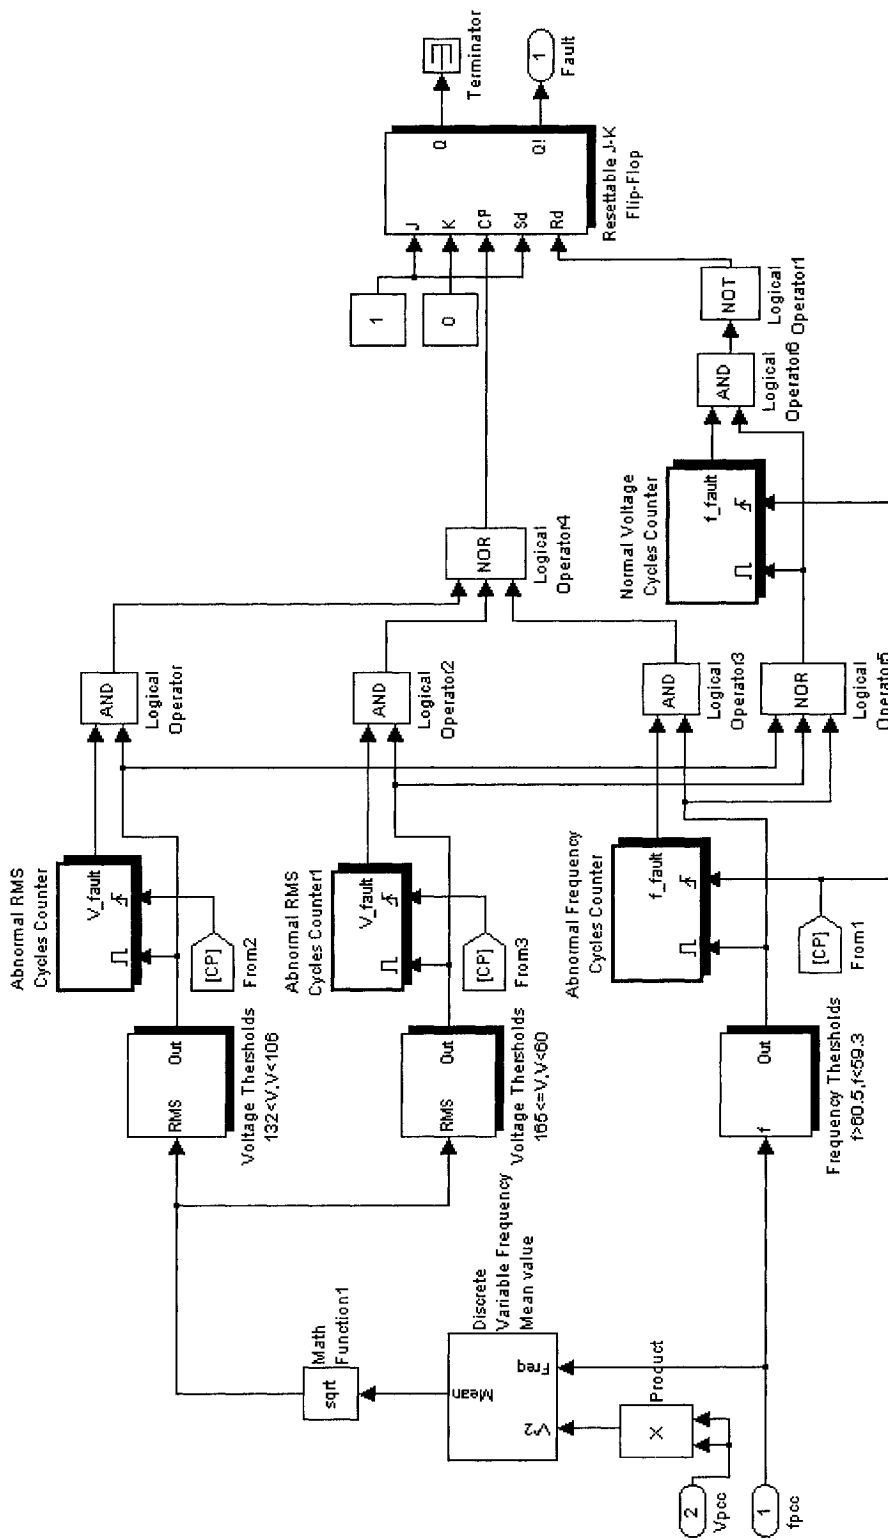 2
Vpcc
1
fpcc
X
Product
V^2
Freq
Mean
Discrete
Variable Frequency
Mean value
sqrt
Math
Function1
RMS
Out
Voltage Thersholds
132<V,V<106
RMS
Out
Voltage Thersholds
165<=V,V<60
f
Out
Frequency Thersholds
f>60.5,f<59.3
Abnormal RMS
Cycles Counter
V_fault
[CP]
From2
Abnormal RMS
Cycles Counter1
V_fault
[CP]
From3
Abnormal Frequency
Cycles Counter
f_fault
[CP]
From1
AND
Logical
Operator
AND
Logical
Operator2
AND
Logical
Operator3
NOR
Logical
Operator5
NOR
Logical
Operator4
Normal Voltage
Cycles Counter
f_fault
AND
Logical
Operator6
NOT
Logical
Operator1
1
0
J
K
CP
Sd
Rd
Q
Q!
Resettable J-K
Flip-Flop
Terminator
1
Fault